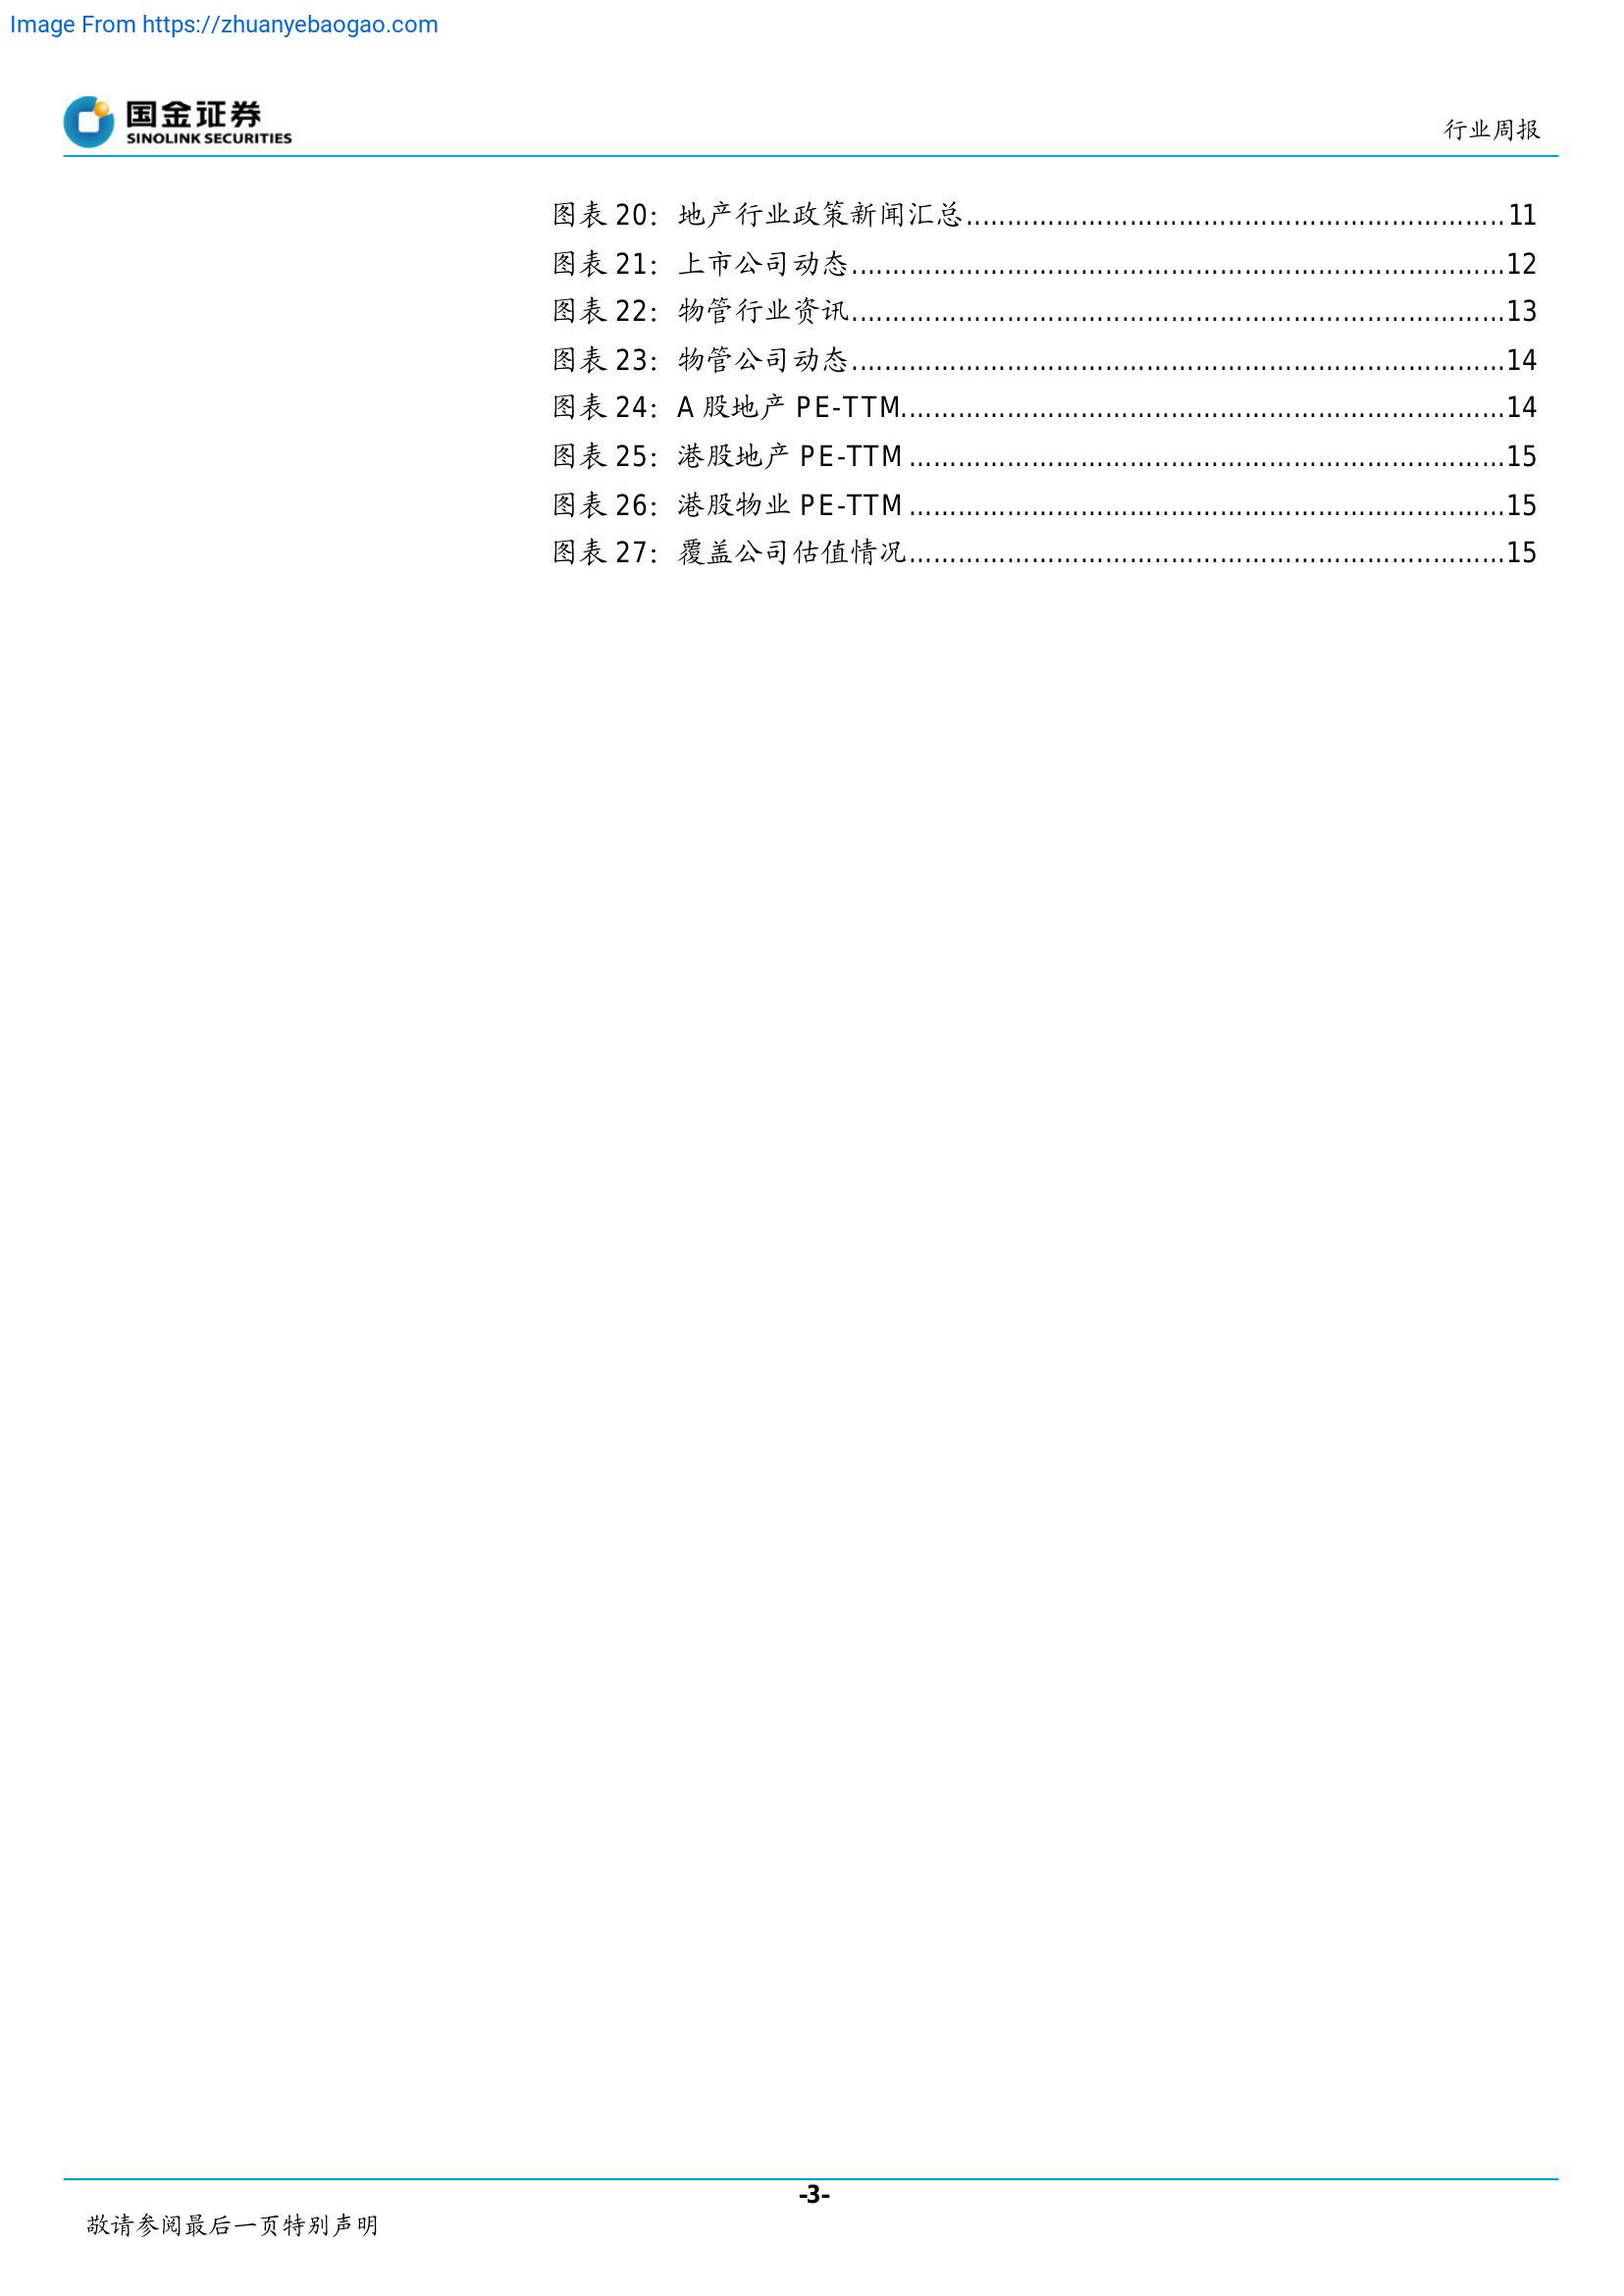 Image From https://zhuanyebaogao.com
国金证券
SINOLINK SECURITIES
行业周报
图表 20：地产行业政策新闻汇总..................................................................11
图表 21：上市公司动态................................................................................12
图表 22：物管行业资讯................................................................................13
图表 23：物管公司动态................................................................................14
图表 24：A 股地产 PE-TTM..........................................................................14
图表 25：港股地产 PE-TTM .........................................................................15
图表 26：港股物业 PE-TTM .........................................................................15
图表 27：覆盖公司估值情况.........................................................................15
-3-
敬请参阅最后一页特别声明